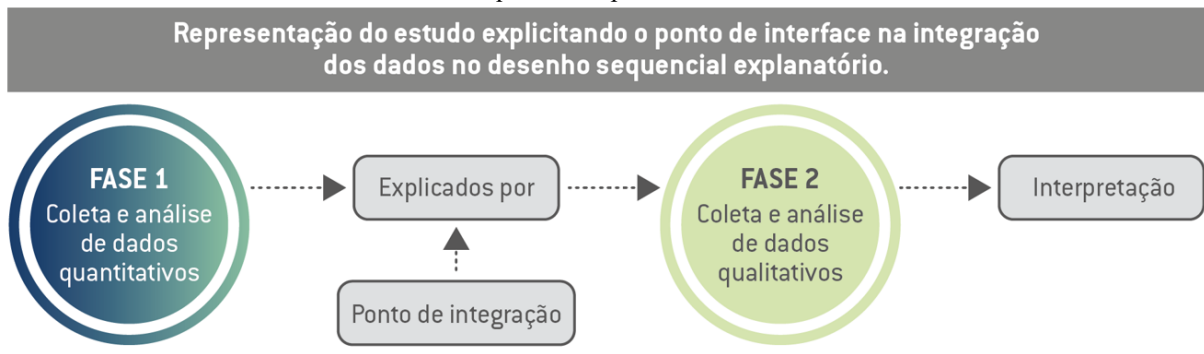 Representação do estudo explicitando o ponto de interface na integração
dos dados no desenho sequencial explanatório.
FASE 1
Coleta e análise
de dados
quantitativos
Explicados por
Ponto de integração
FASE 2
Coleta e análise
de dados
qualitativos
Interpretação